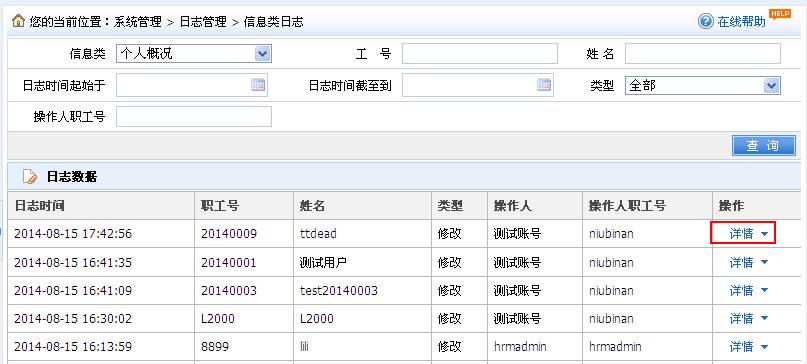 您的当前位置：系统管理 > 日志管理 > 信息类日志 在线帮助 HELP
信息类 个人概况 工 号 姓 名
日志时间起始于 日志时间截至到 类型 全部
操作人职工号
查 询
日志数据
日志时间 职工号 姓名 类型 操作人 操作人职工号 操作
2014-08-15 17:42:56 20140009 ttdead 修改 测试账号 niubinan 详情
2014-08-15 16:41:35 20140001 测试用户 修改 测试账号 niubinan 详情
2014-08-15 16:41:09 20140003 test20140003 修改 测试账号 niubinan 详情
2014-08-15 16:30:02 L2000 L2000 修改 测试账号 niubinan 详情
2014-08-15 16:13:59 8899 lili 修改 hrmadmin hrmadmin 详情